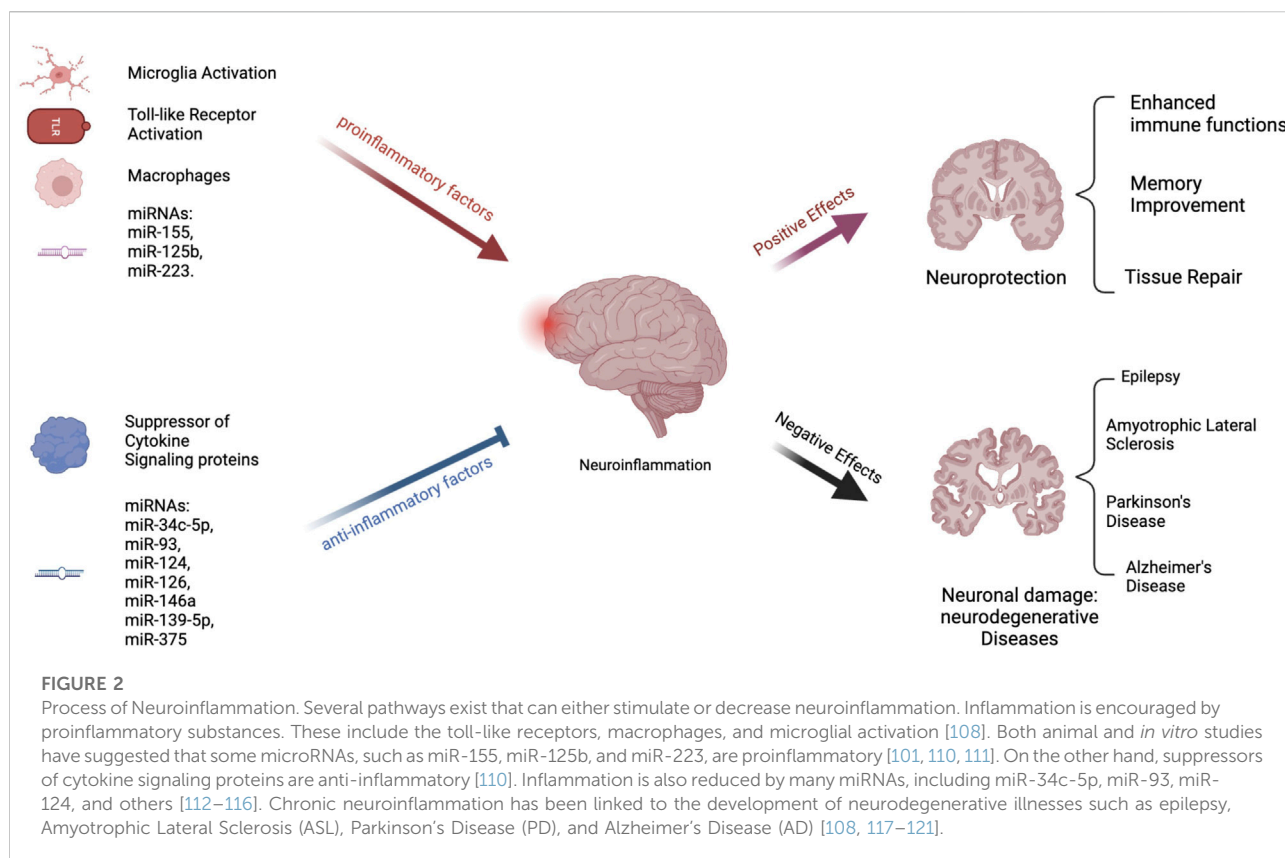 Microglia Activation
TLR
Toll-like Receptor
Activation
Macrophages
miRNAs:
miR-155,
miR-125b,
miR-223.
proinflammatory factors
Suppressor of
Cytokine
Signaling proteins
miRNAs:
miR-34c-5p,
miR-93,
miR-124,
miR-126,
miR-146a
miR-139-5p,
miR-375
anti-inflammatory factors
Neuroinflammation
Positive Effects
Neuroprotection
Enhanced
immune functions
Memory
Improvement
Tissue Repair
Negative Effects
Neuronal damage:
neurodegenerative
Diseases
Epilepsy
Amyotrophic Lateral
Sclerosis
Parkinson's
Disease
Alzheimer's
Disease
FIGURE 2
Process of Neuroinflammation. Several pathways exist that can either stimulate or decrease neuroinflammation. Inflammation is encouraged by
proinflammatory substances. These include the toll-like receptors, macrophages, and microglial activation [108]. Both animal and in vitro studies
have suggested that some microRNAs, such as miR-155, miR-125b, and miR-223, are proinflammatory [101, 110, 111]. On the other hand, suppressors
of cytokine signaling proteins are anti-inflammatory [110]. Inflammation is also reduced by many miRNAs, including miR-34c-5p, miR-93, miR-
124, and others [112–116]. Chronic neuroinflammation has been linked to the development of neurodegenerative illnesses such as epilepsy,
Amyotrophic Lateral Sclerosis (ASL), Parkinson's Disease (PD), and Alzheimer's Disease (AD) [108, 117–121].